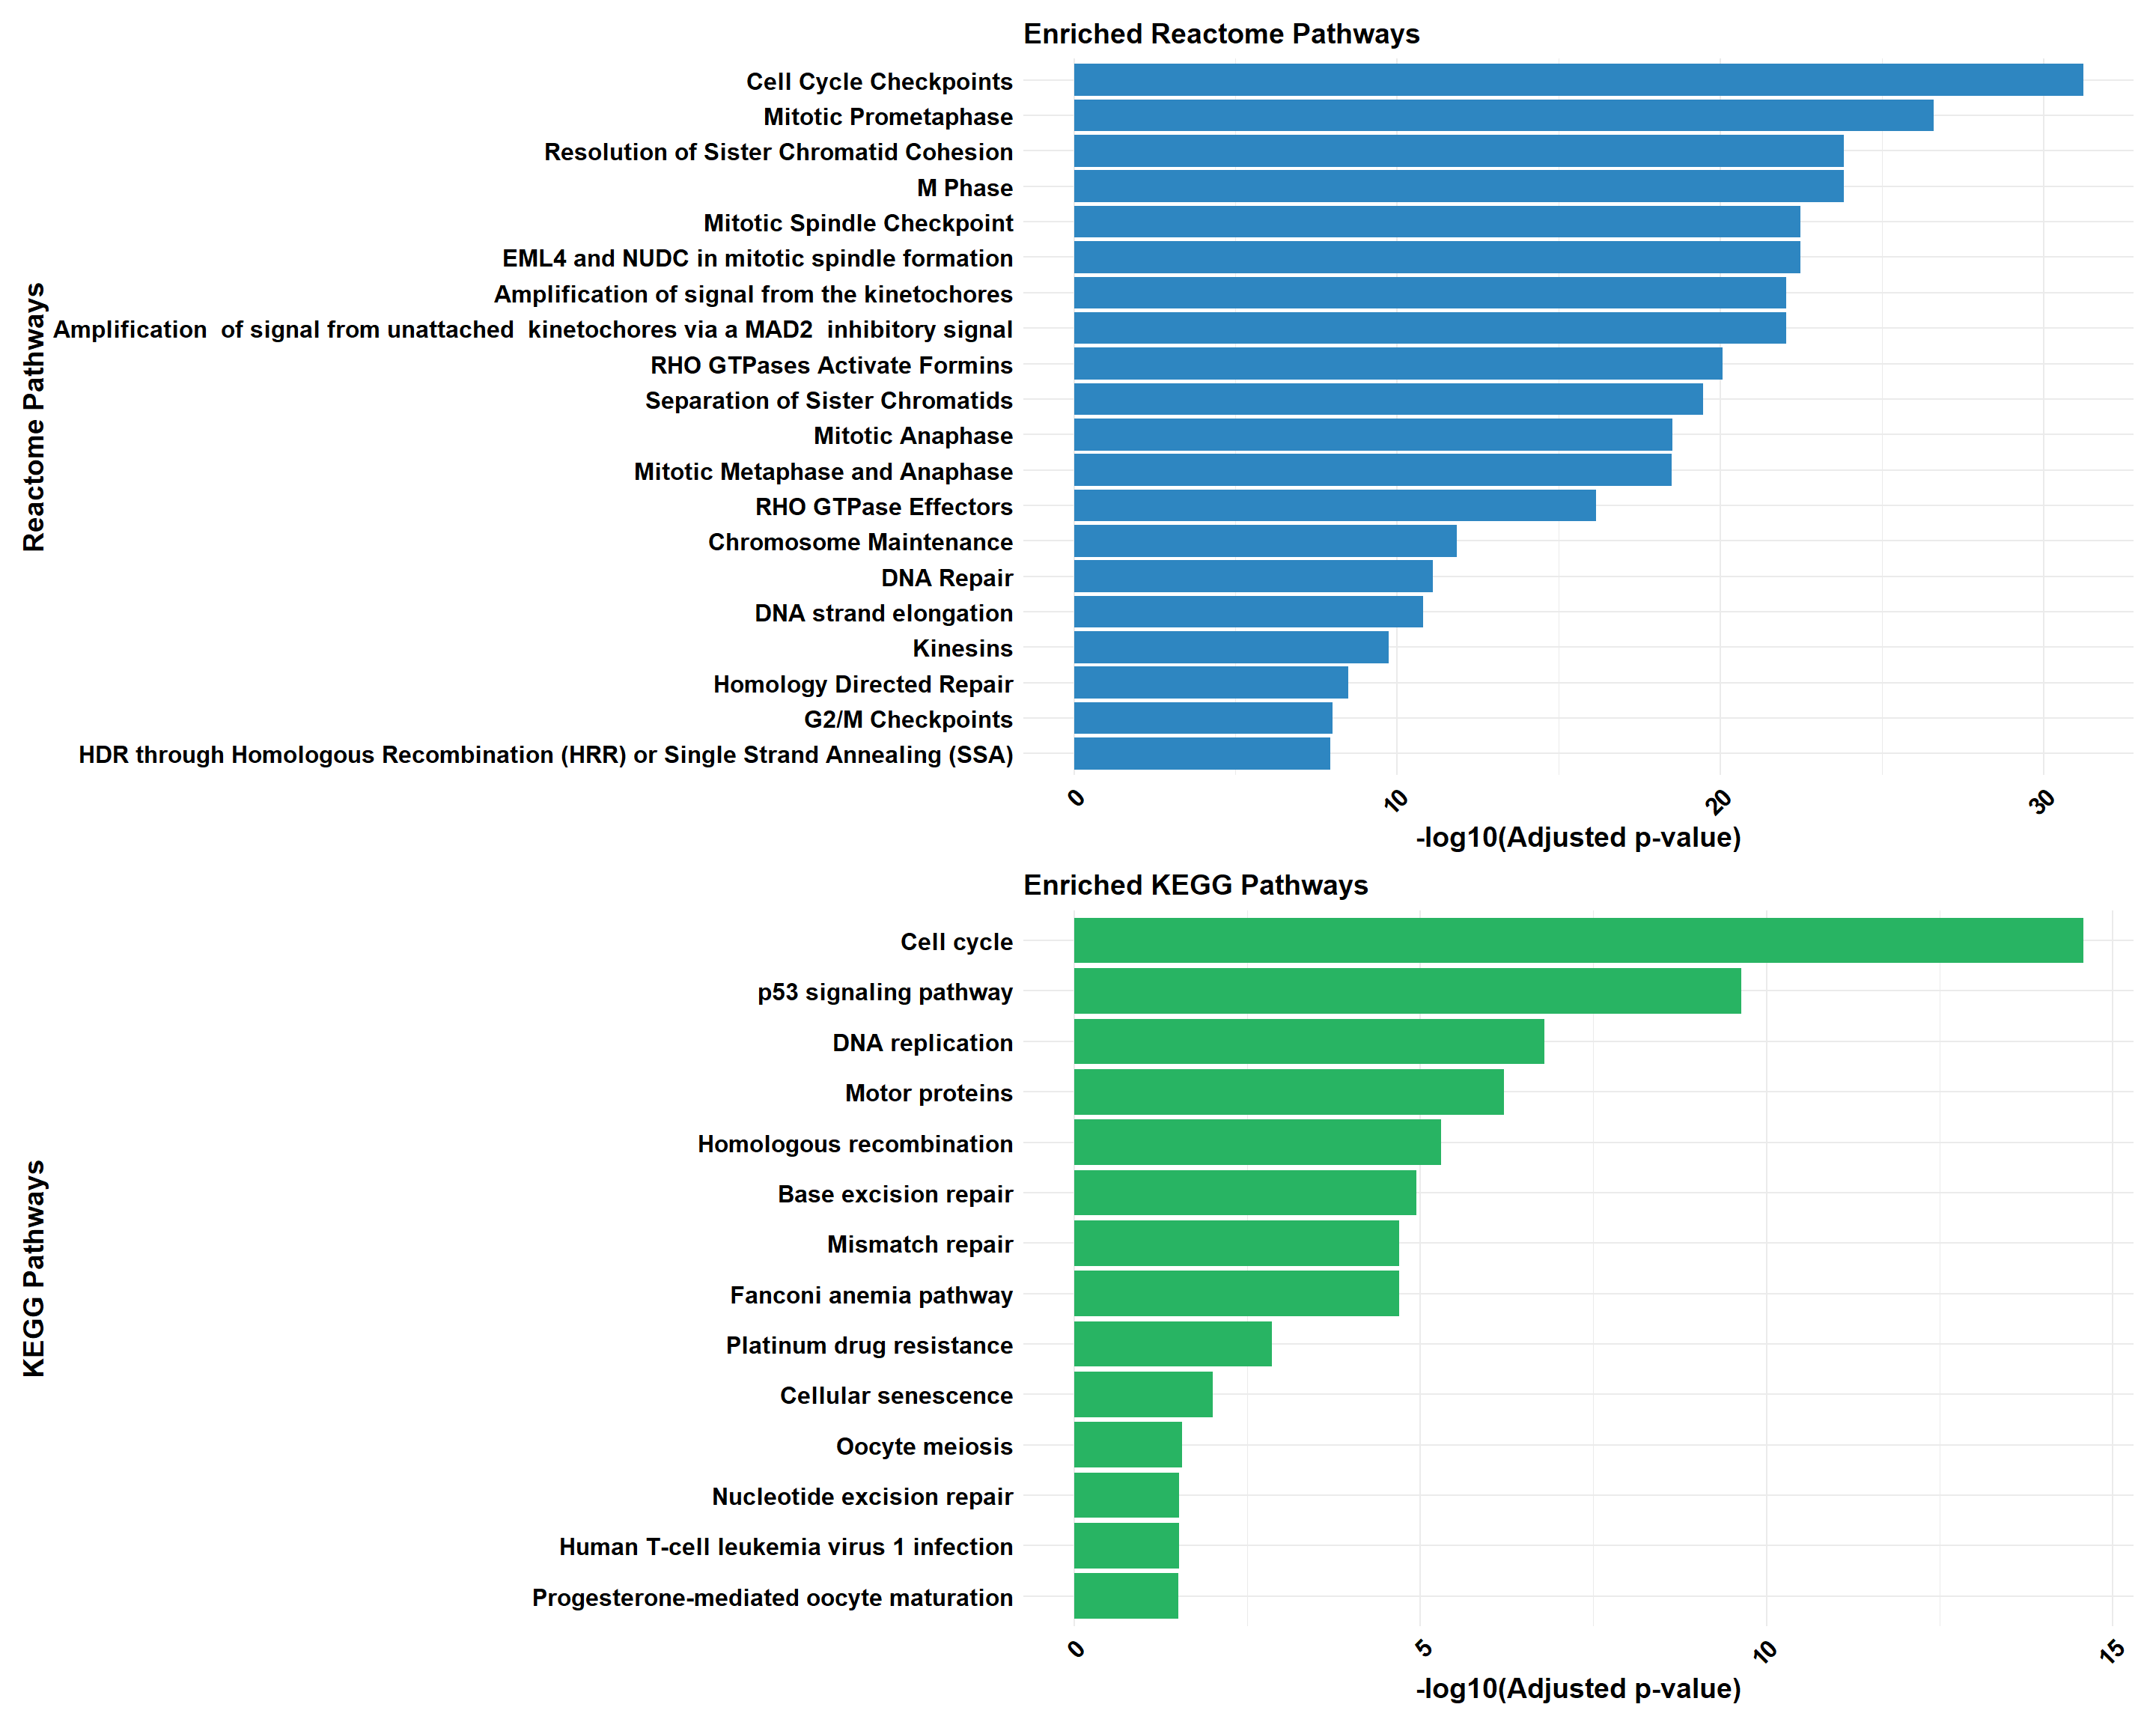 Enriched Reactome Pathways
Reactome Pathways
Cell Cycle Checkpoints
Mitotic Prometaphase
Resolution of Sister Chromatid Cohesion
M Phase
Mitotic Spindle Checkpoint
EML4 and NUDC in mitotic spindle formation
Amplification of signal from the kinetochores
Amplification  of signal from unattached  kinetochores via a MAD2  inhibitory signal
RHO GTPases Activate Formins
Separation of Sister Chromatids
Mitotic Anaphase
Mitotic Metaphase and Anaphase
RHO GTPase Effectors
Chromosome Maintenance
DNA Repair
DNA strand elongation
Kinesins
Homology Directed Repair
G2/M Checkpoints
HDR through Homologous Recombination (HRR) or Single Strand Annealing (SSA)
0 10 20 30
-log10(Adjusted p-value)
Enriched KEGG Pathways
KEGG Pathways
Cell cycle
p53 signaling pathway
DNA replication
Motor proteins
Homologous recombination
Base excision repair
Mismatch repair
Fanconi anemia pathway
Platinum drug resistance
Cellular senescence
Oocyte meiosis
Nucleotide excision repair
Human T-cell leukemia virus 1 infection
Progesterone-mediated oocyte maturation
0 5 10 15
-log10(Adjusted p-value)